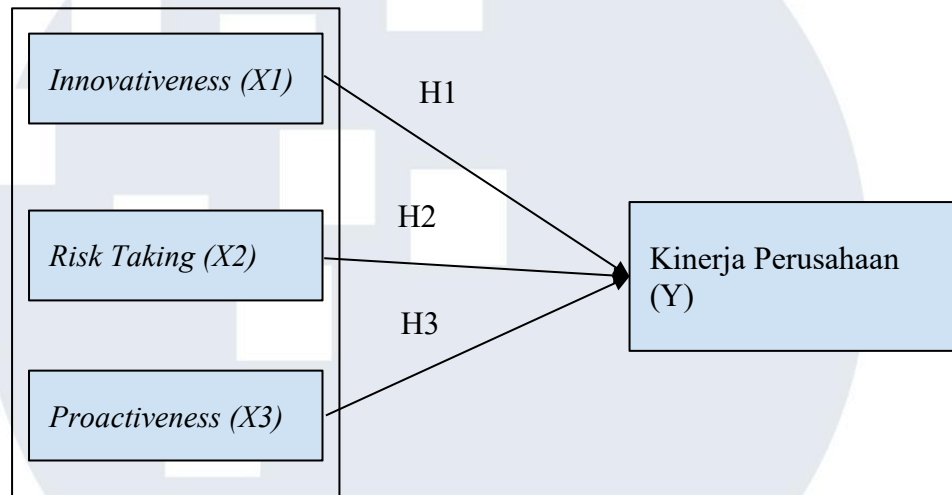 Innovativeness (X1)
H1
H2
Risk Taking (X2)
Kinerja Perusahaan
(Y)
H3
Proactiveness (X3)